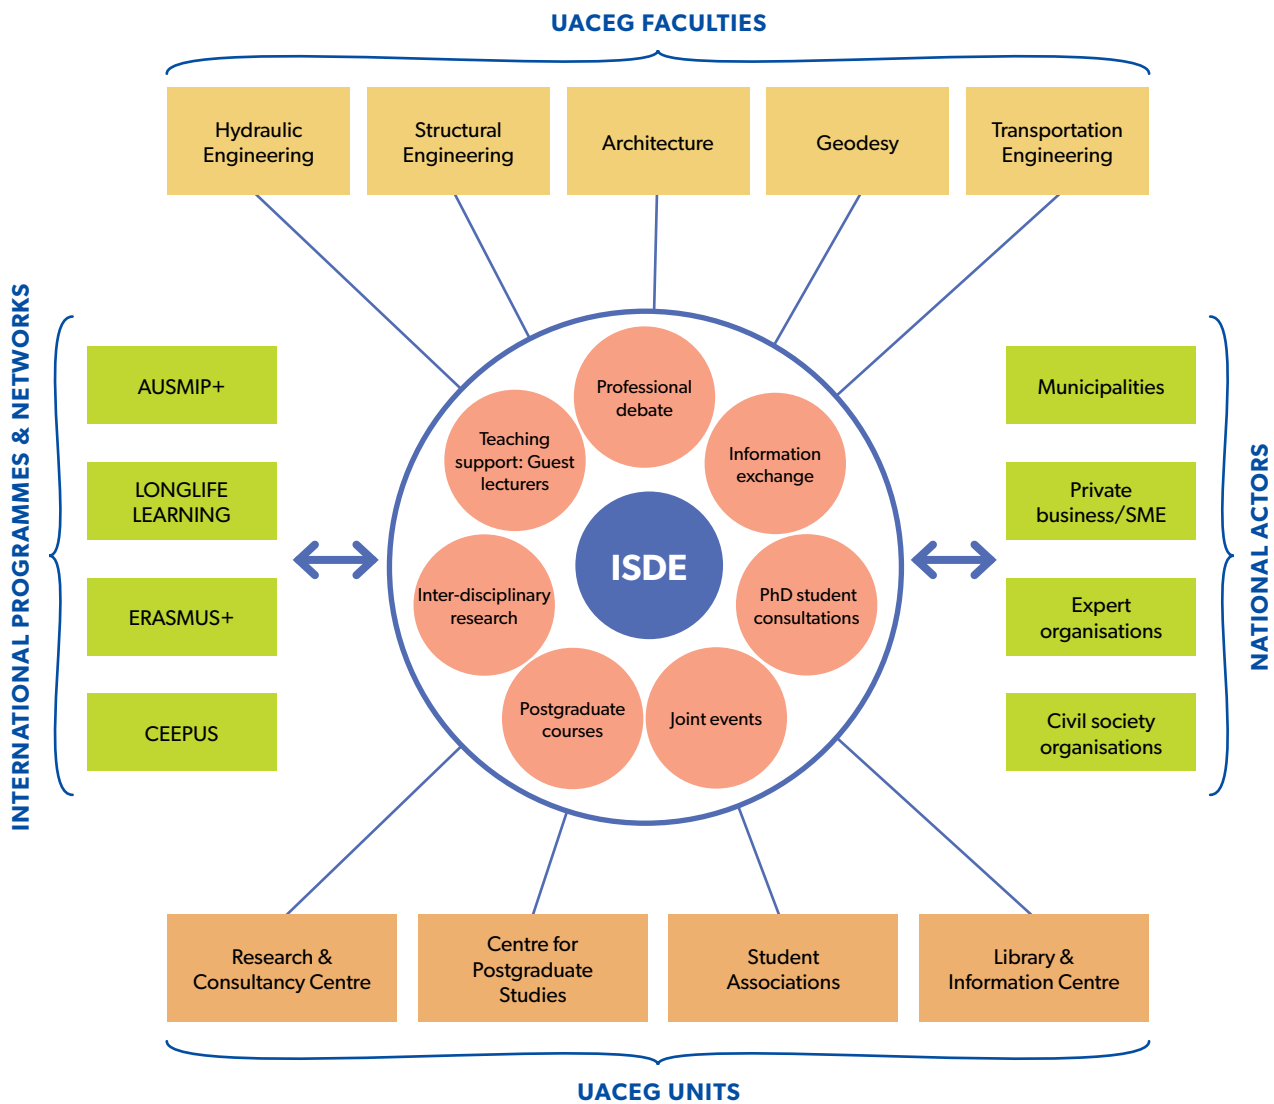 UACEG FACULTIES
Hydraulic
Engineering
Structural
Engineering
Architecture
Geodesy
Transportation
Engineering
INTERNATIONAL PROGRAMMES & NETWORKS
AUSMIP+
LONGLIFE
LEARNING
ERASMUS+
CEEPUS
Professional
debate
Teaching
support: Guest
lecturers
Information
exchange
ISDE
Inter-disciplinary
research
PhD student
consultations
Postgraduate
courses
Joint events
Municipalities
Private
business/SME
Expert
organisations
Civil society
organisations
NATIONAL ACTORS
Research &
Consultancy Centre
Centre for
Postgraduate
Studies
Student
Associations
Library &
Information Centre
UACEG UNITS